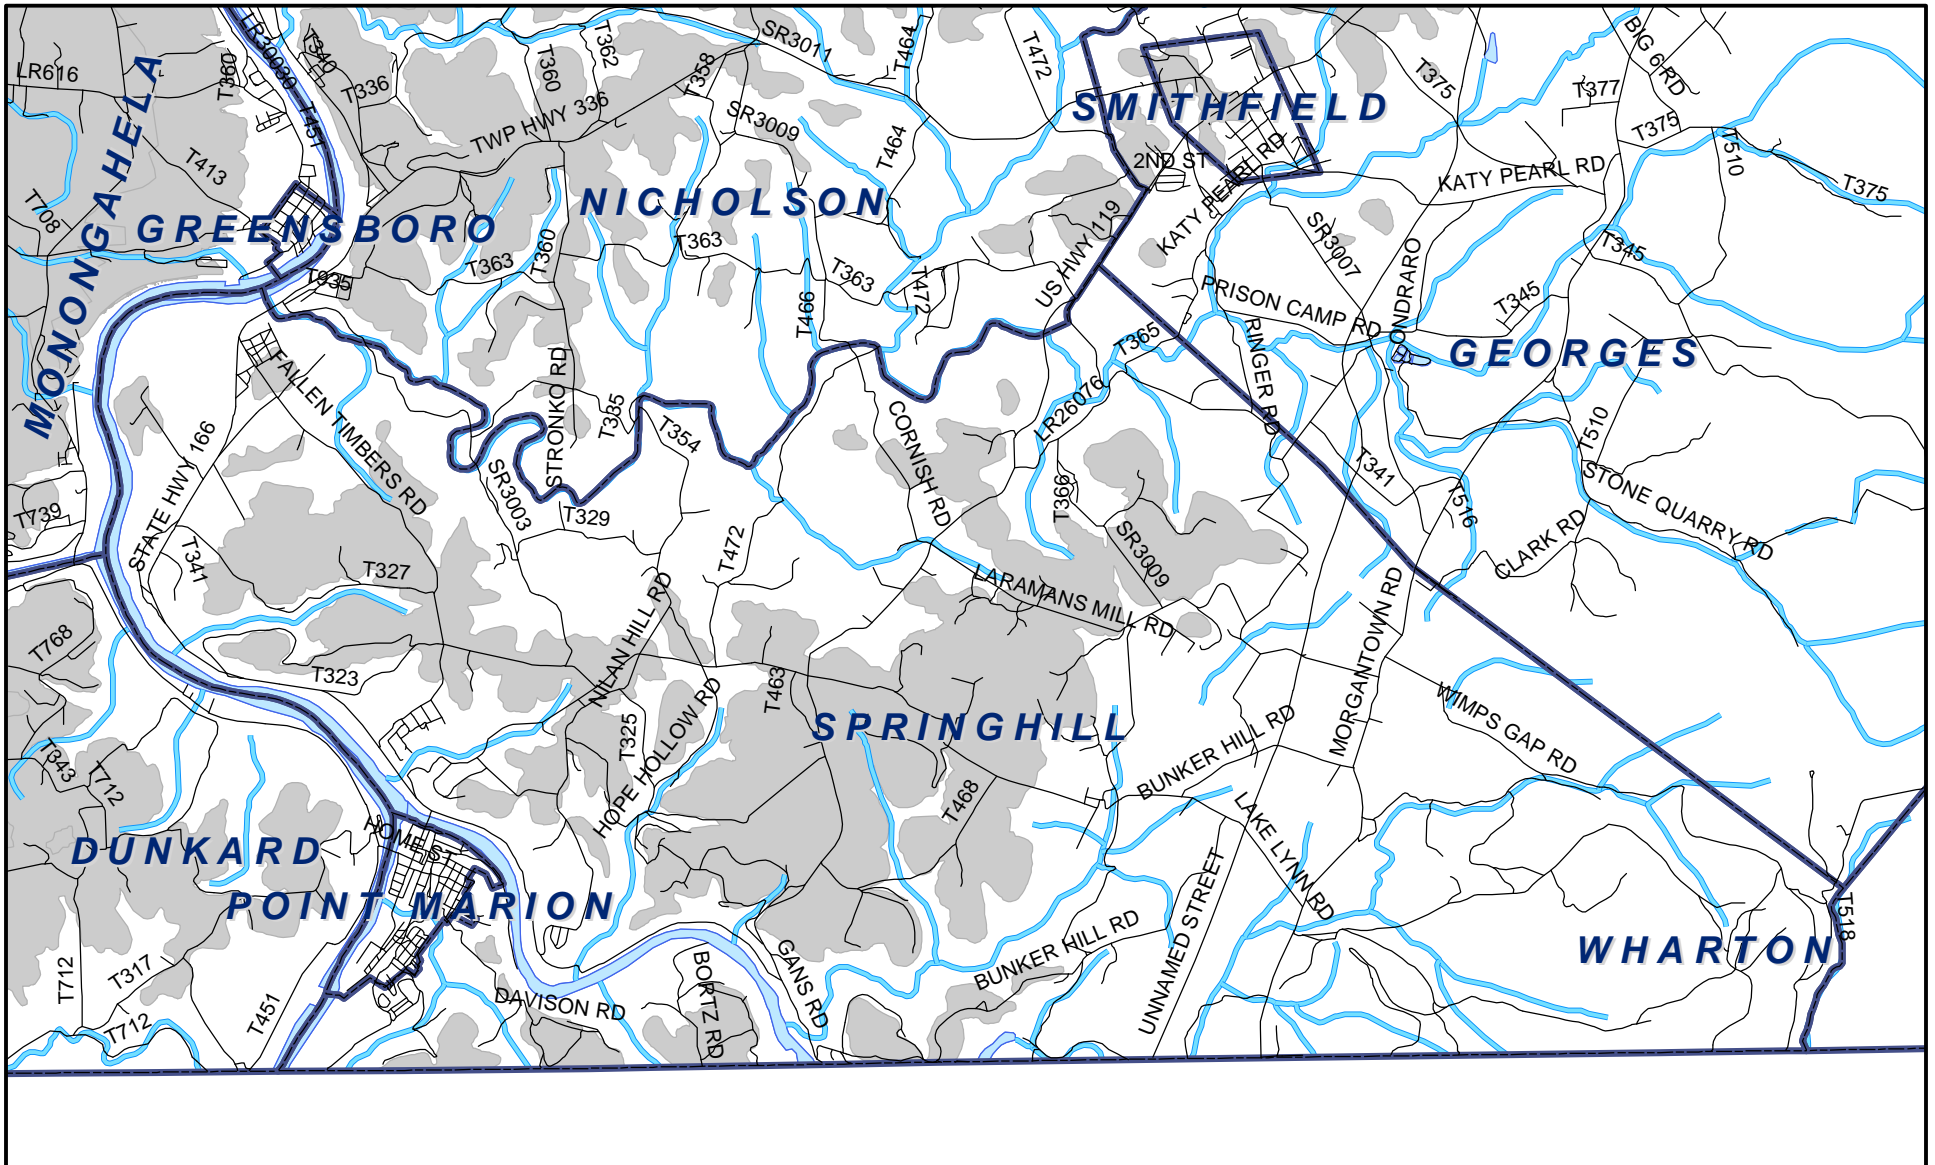 LR3030
T340
T360
T362
SR3011
T464
T472
BIG 6 RD
LR616
T336
T360
T358
T375
T377
MONONGAHELA
T451
TWP HWY 336
SR3009
SMITHFIELD
T375
T413
T464
2ND ST
KATY PEARL RD
KATY PEARL RD
T510
T375
T708
GREENSBORO
NICHOLSON
T363
T360
T363
T363
T472
US HWY 119
SR3007
T345
T935
T466
PRISON CAMP RD
ONDRARO
T345
FALLEN TIMBERS RD
STRONKO RD
T365
RINGER RD
GEORGES
STATE HWY 166
T335
T354
CORNISH RD
LR26076
T510
T341
SR3003
T329
T366
T516
STONE QUARRY RD
T739
T341
T327
T472
SR3009
CLARK RD
LARAMANS MILL RD
T768
T323
NILAN HILL RD
T463
MORGANTOWN RD
WIMPS GAP RD
T343
T712
T325
HOPE HOLLOW RD
SPRINGHILL
BUNKER HILL RD
T468
LAKE LYNN RD
DUNKARD
HOME ST
POINT MARION
UNNAMED STREET
T518
WHARTON
T712
T317
T712
T451
DAVISON RD
BORTZ RD
GANS RD
BUNKER HILL RD